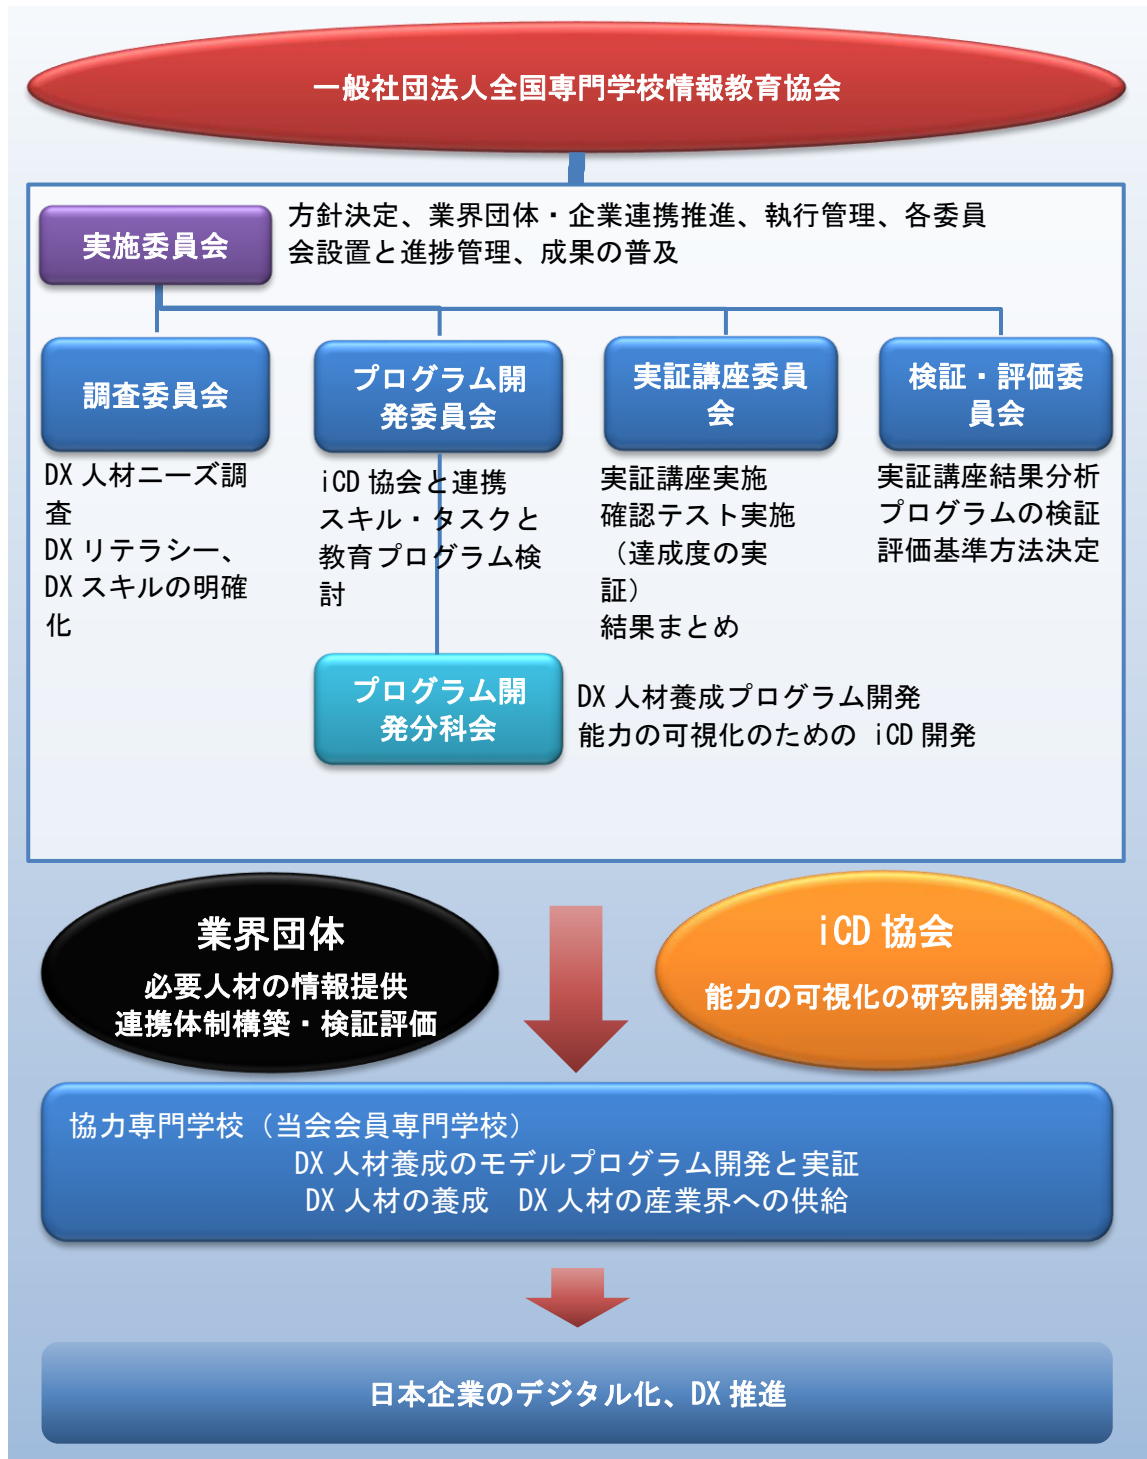 一般社団法人全国専門学校情報教育協会
実施委員会
方針決定、業界団体・企業連携推進、執行管理、各委員
会設置と進捗管理、成果の普及
調査委員会
DX 人材ニーズ調
査
DX リテラシー、
DX スキルの明確
化
プログラム開
発委員会
iCD 協会と連携
スキル・タスクと
教育プログラム検
討
実証講座委員
会
実証講座実施
確認テスト実施
（達成度の実
証）
結果まとめ
検証・評価委
員会
実証講座結果分析
プログラムの検証
評価基準方法決定
プログラム開
発分科会
DX 人材養成プログラム開発
能力の可視化のための iCD 開発
業界団体
必要人材の情報提供
連携体制構築・検証評価
iCD 協会
能力の可視化の研究開発協力
協力専門学校（当会会員専門学校）
DX 人材養成のモデルプログラム開発と実証
DX 人材の養成　DX 人材の産業界への供給
日本企業のデジタル化、DX 推進